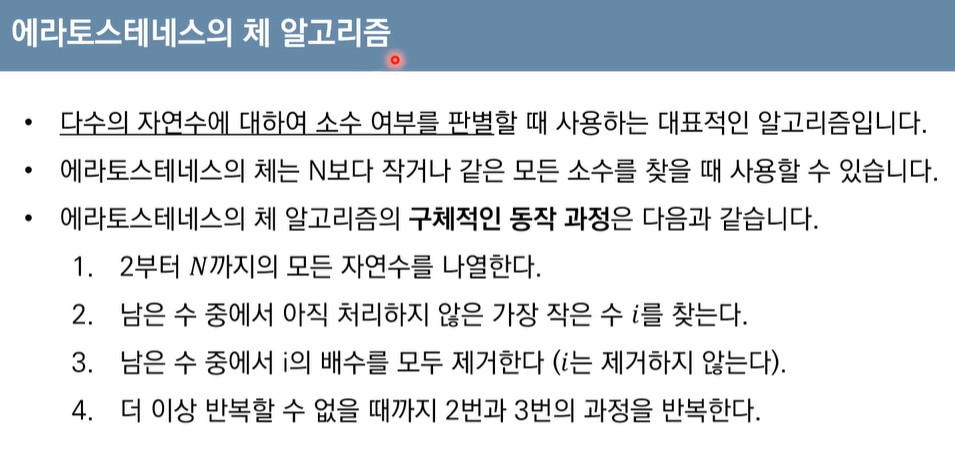 에라토스테네스의 체 알고리즘
• 다수의 자연수에 대하여 소수 여부를 판별할 때 사용하는 대표적인 알고리즘입니다.
• 에라토스테네스의 체는 N보다 작거나 같은 모든 소수를 찾을 때 사용할 수 있습니다.
• 에라토스테네스의 체 알고리즘의 구체적인 동작 과정은 다음과 같습니다.
1. 2부터 N까지의 모든 자연수를 나열한다.
2. 남은 수 중에서 아직 처리하지 않은 가장 작은 수 i를 찾는다.
3. 남은 수 중에서 i의 배수를 모두 제거한다 (i는 제거하지 않는다).
4. 더 이상 반복할 수 없을 때까지 2번과 3번의 과정을 반복한다.